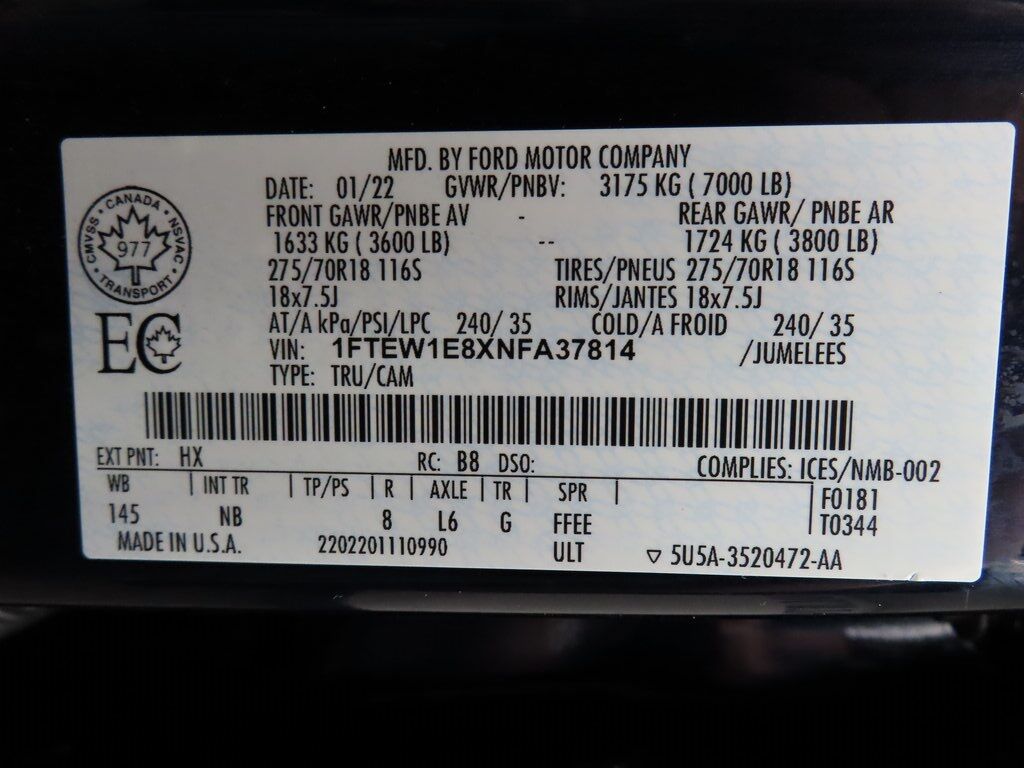 MFD. BY FORD MOTOR COMPANY
DATE: 01/22 GVWR/PNBV: 3175 KG ( 7000 LB)
FRONT GAWR/PNBE AV - REAR GAWR/ PNBE AR
1633 KG ( 3600 LB) -- 1724 KG ( 3800 LB)
275/70R18 116S TIRES/PNEUS 275/70R18 116S
18x7.5J RIMS/JANTES 18x7.5J
AT/A kPa/PSI/LPC 240/ 35 COLD/A FROID 240/ 35
VIN: 1FTEW1E8XNFA37814 /JUMELEES
TYPE: TRU/CAM
CANADA
CMVSS · NSVAC
977
TRANSPORT
EC
EXT PNT: HX RC: B8 DSO: COMPLIES: ICES/NMB-002
WB | INT TR | TP/PS | R | AXLE | TR | SPR | | F0181
145 NB 8 L6 G FFEE | T0344
MADE IN U.S.A. 2202201110990 ULT ▽ 5U5A-3520472-AA